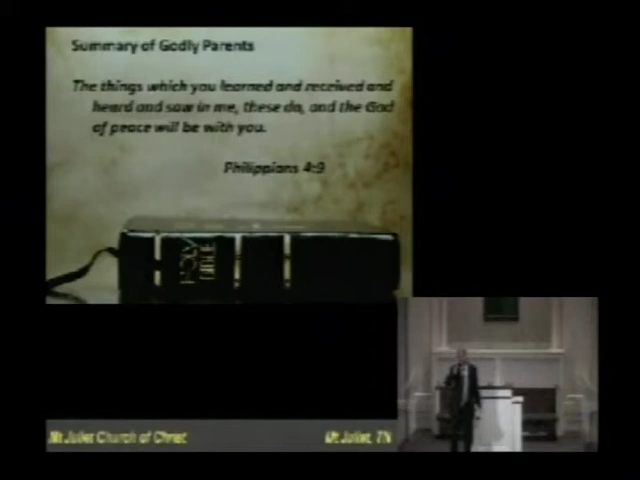 Summary of Godly Parents
The things which you learned and received and
heard and saw in me, these do, and the God
of peace will be with you.
Philippians 4:9
HOLY
BIBLE
Mt Juliet Church of Christ
Mt Juliet, TN